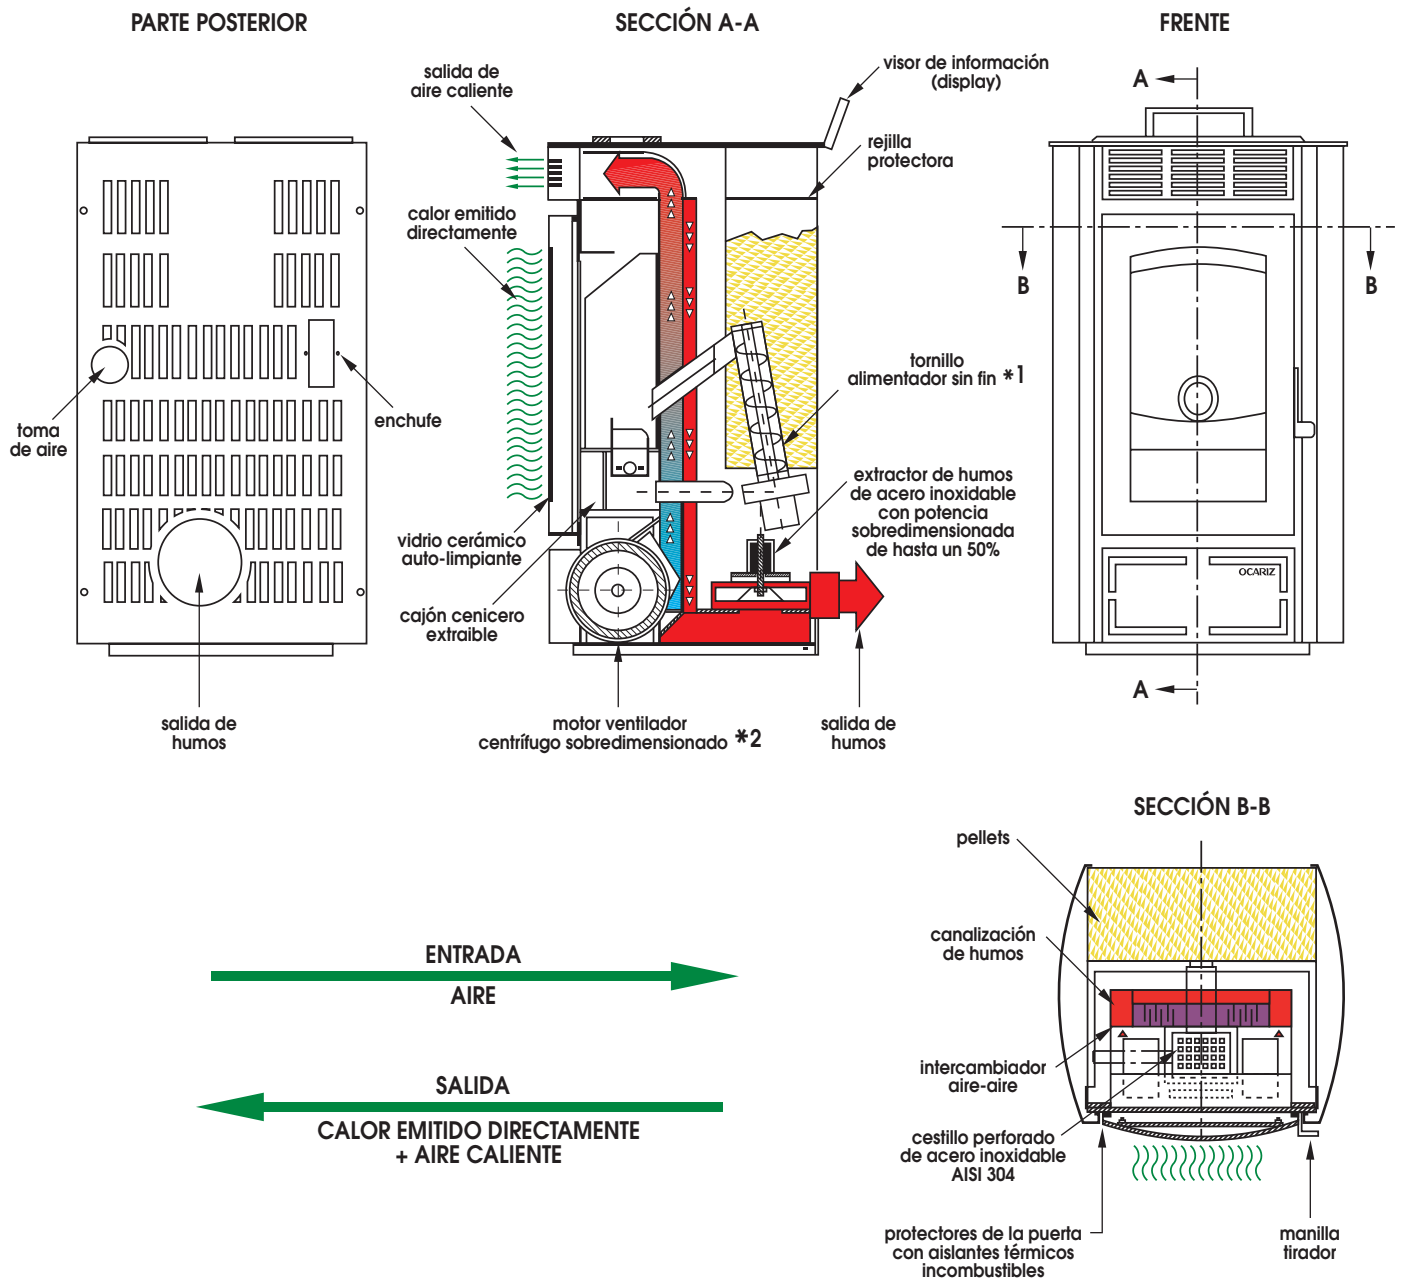 PARTE POSTERIOR
toma
de aire
enchufe
salida de
humos
SECCIÓN A-A
salida de
aire caliente
visor de información
(display)
rejilla
protectora
calor emitido
directamente
tornillo
alimentador sin fin *1
extractor de humos
de acero inoxidable
con potencia
sobredimensionada
de hasta un 50%
vidrio cerámico
auto-limpiante
cajón cenicero
extraible
motor ventilador
centrífugo sobredimensionado *2
salida de
humos
FRENTE
A
B
B
OCARIZ
A
ENTRADA
AIRE
SALIDA
CALOR EMITIDO DIRECTAMENTE
+ AIRE CALIENTE
SECCIÓN B-B
pellets
canalización
de humos
intercambiador
aire-aire
cestillo perforado
de acero inoxidable
AISI 304
protectores de la puerta
con aislantes térmicos
incombustibles
manilla
tirador